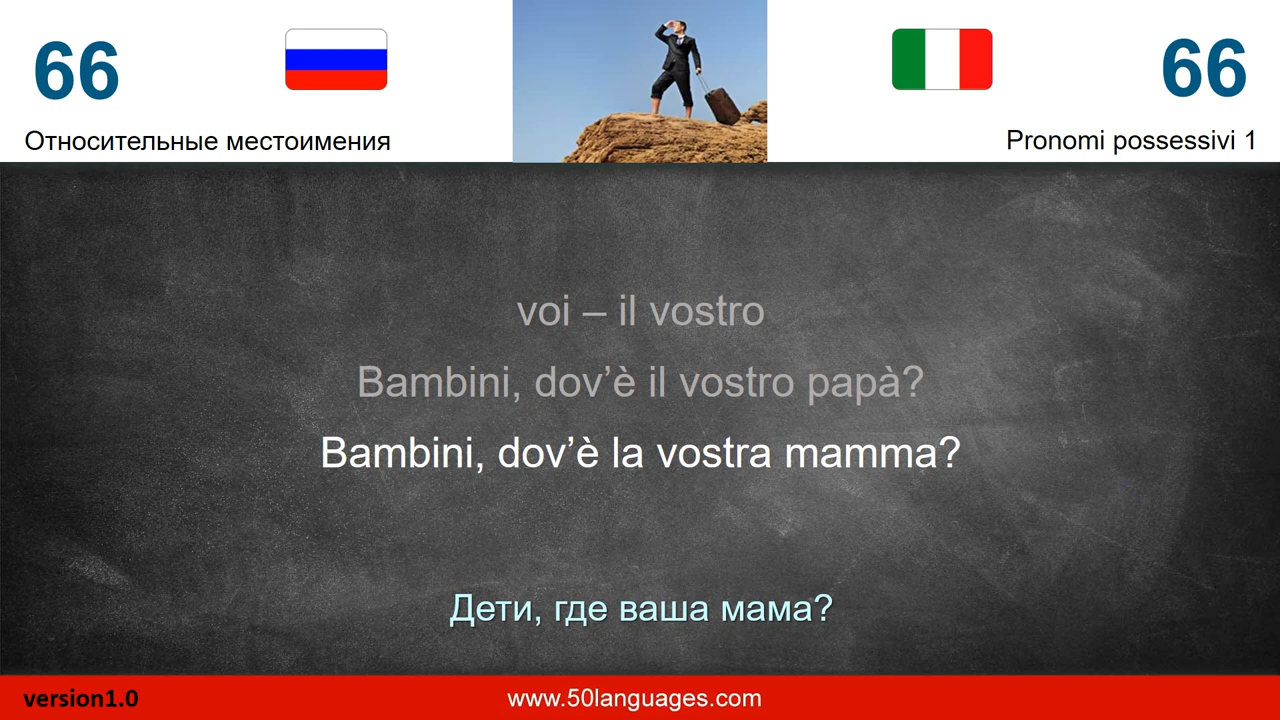 66
66
Относительные местоимения
Pronomi possessivi 1
voi – il vostro
Bambini, dov’è il vostro papà?
Bambini, dov’è la vostra mamma?
Дети, где ваша мама?
version1.0
www.50languages.com